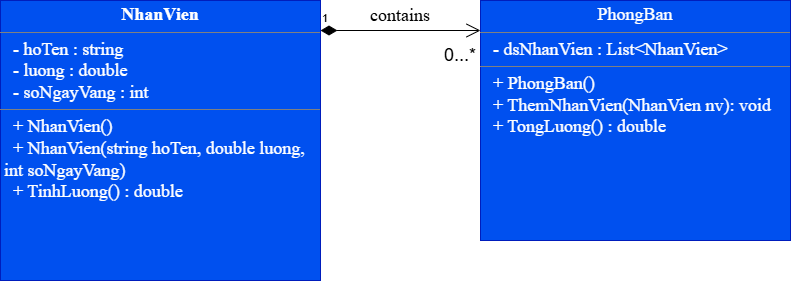 NhanVien
- hoTen : string
- luong : double
- soNgayVang : int
+ NhanVien()
+ NhanVien(string hoTen, double luong,
int soNgayVang)
+ TinhLuong() : double
1
contains
0...*
PhongBan
- dsNhanVien : List<NhanVien>
+ PhongBan()
+ ThemNhanVien(NhanVien nv): void
+ TongLuong() : double